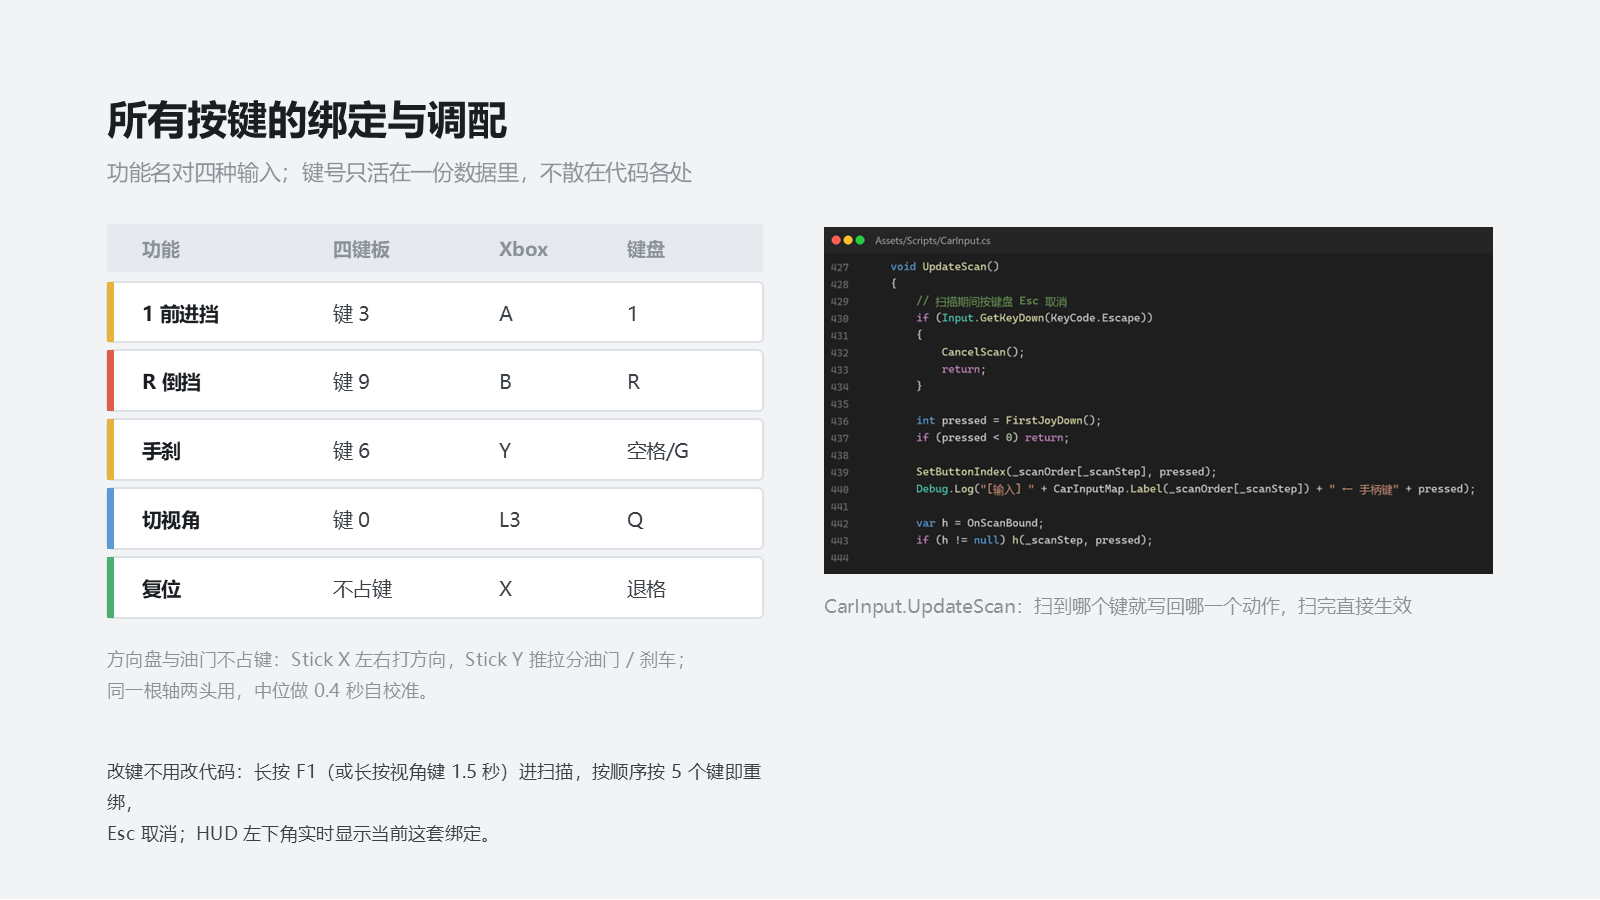 所有按键的绑定与调配
功能名对四种输入；键号只活在一份数据里，不散在代码各处
功能 四键板 Xbox 键盘
1 前进挡 键 3 A 1
R 倒挡 键 9 B R
手刹 键 6 Y 空格/G
切视角 键 0 L3 Q
复位 不占键 X 退格
方向盘与油门不占键：Stick X 左右打方向，Stick Y 推拉分油门 / 刹车；
同一根轴两头用，中位做 0.4 秒自校准。
改键不用改代码：长按 F1（或长按视角键 1.5 秒）进扫描，按顺序按 5 个键即重
绑，
Esc 取消；HUD 左下角实时显示当前这套绑定。
Assets/Scripts/CarInput.cs
427 void UpdateScan()
428 {
429 // 扫描期间按键盘 Esc 取消
430 if (Input.GetKeyDown(KeyCode.Escape))
431 {
432 CancelScan();
433 return;
434 }
435
436 int pressed = FirstJoyDown();
437 if (pressed < 0) return;
438
439 SetButtonIndex(_scanOrder[_scanStep], pressed);
440 Debug.Log("[输入] " + CarInputMap.Label(_scanOrder[_scanStep]) + " ← 手柄键" + pressed);
441
442 var h = OnScanBound;
443 if (h != null) h(_scanStep, pressed);
444
CarInput.UpdateScan：扫到哪个键就写回哪一个动作，扫完直接生效